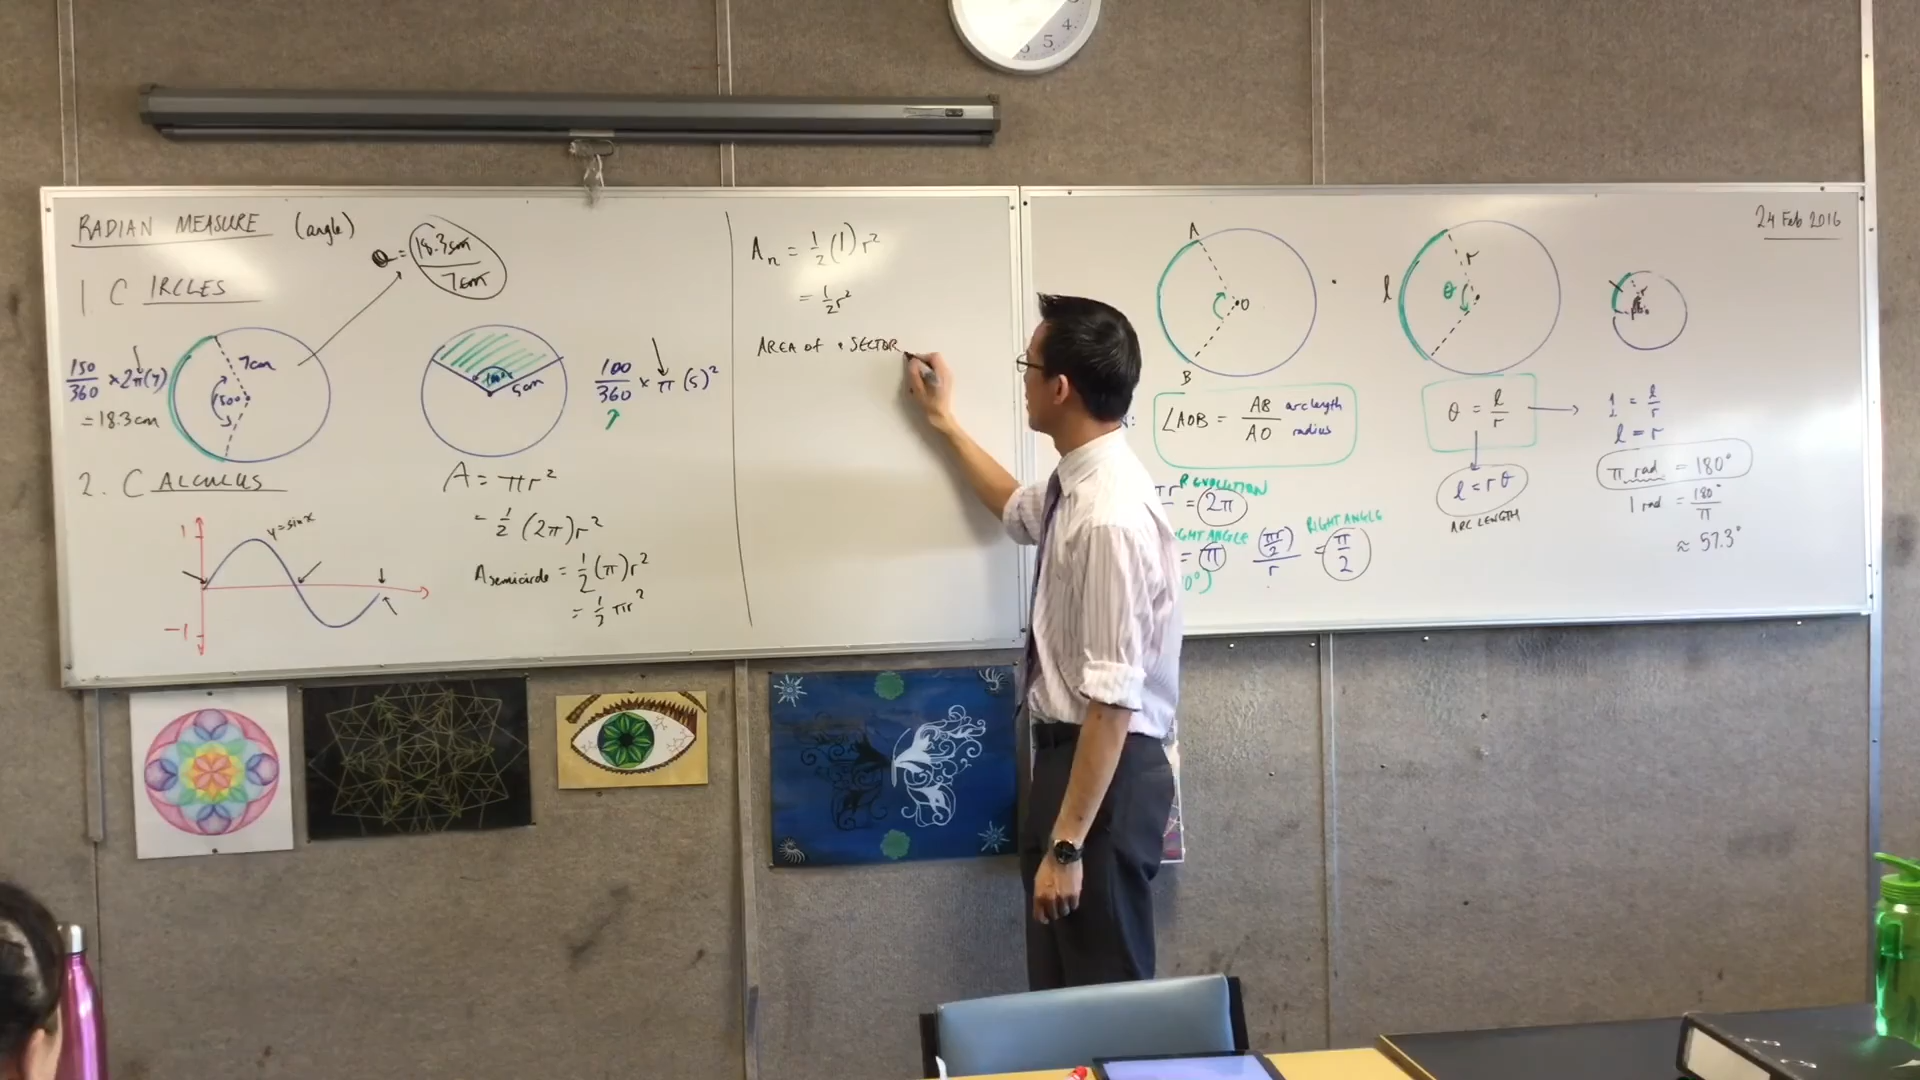 RADIAN MEASURE (angle)
θ = 18.3cm / 7cm
1. CIRCLES
7cm
150°
150/360 × 2π(7)
= 18.3cm
100°
5cm
100/360 × π (5)²
2. CALCULUS
1
y = sin x
-1
A = πr²
= 1/2 (2π) r²
A semicircle = 1/2 (π) r²
= 1/2 πr²
= 1/2 (1) r²
= 1/2 r²
AREA OF A SECTOR
24 Feb 2016
A
O
B
l
r
θ
∠AOB = AB / AO
arc length
radius
REVOLUTION
= 2π
= π
RIGHT ANGLE
(πr/2) / r = π/2
θ = l/r
l = rθ
ARC LENGTH
= l/r
l = r
π rad = 180°
1 rad = 180°/π
≈ 57.3°
5
4